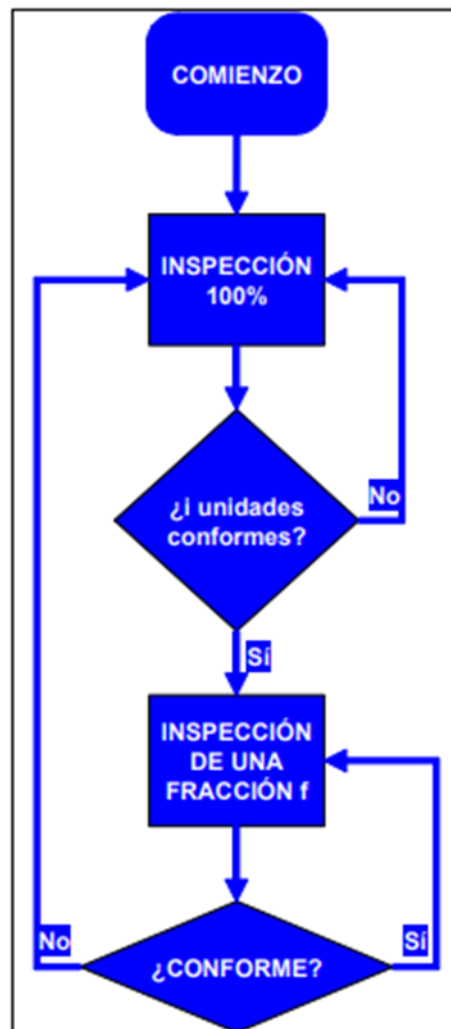 COMIENZO
INSPECCIÓN
100%
¿i unidades
conformes?
No
Sí
INSPECCIÓN
DE UNA
FRACCIÓN f
¿CONFORME?
No
Sí